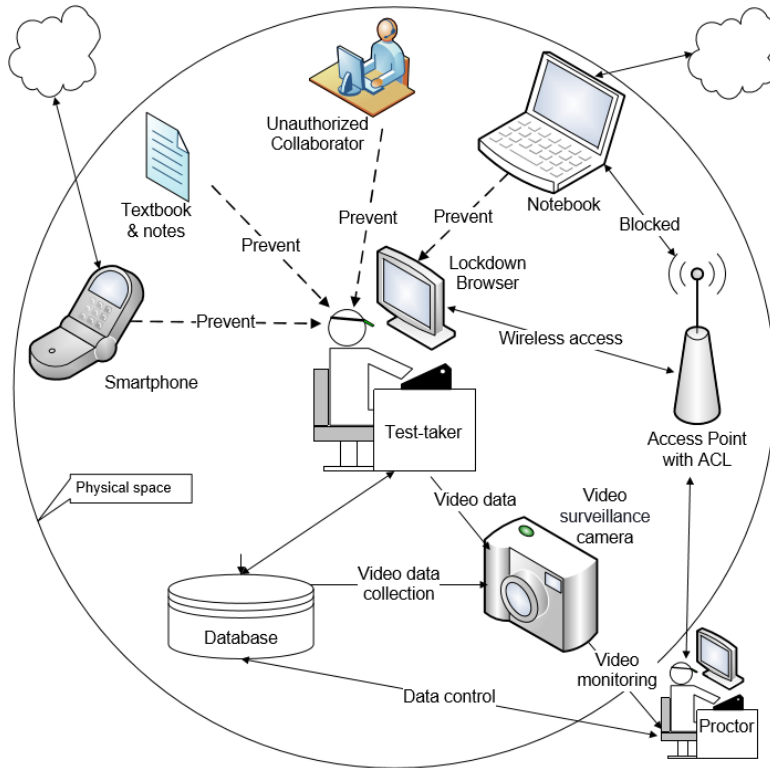 Unauthorized
Collaborator
Textbook
& notes
Notebook
Prevent
Prevent
Prevent
Blocked
Lockdown
Browser
Prevent
Smartphone
Wireless access
Test-taker
Access Point
with ACL
Physical space
Video data
Video
surveillance
camera
Video data
collection
Database
Video
monitoring
Data control
Proctor